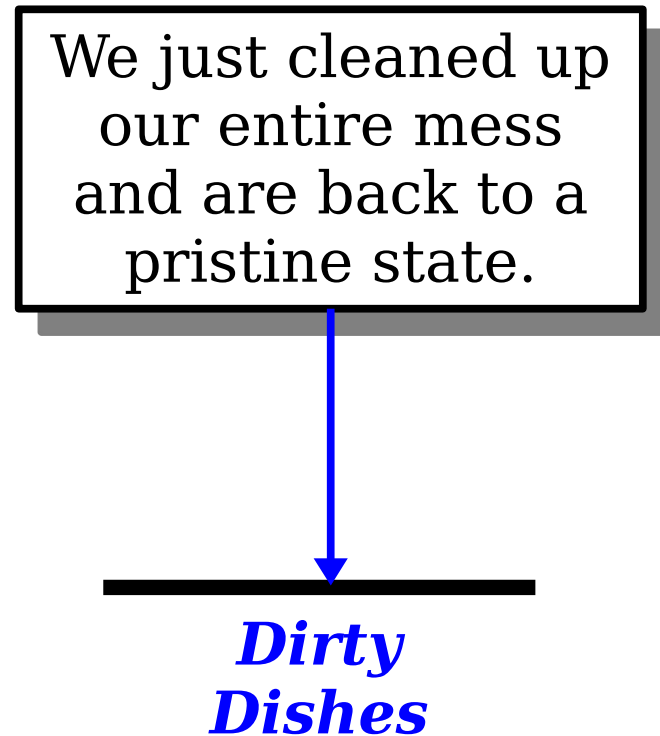 We just cleaned up
our entire mess
and are back to a
pristine state.
Dirty
Dishes